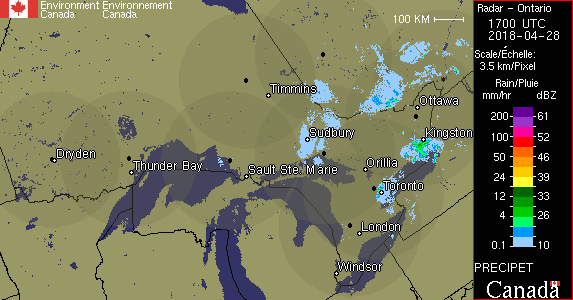 Environment Environnement
Canada Canada
100 KM
Timmins
Ottawa
Sudbury
Kingston
Dryden
Thunder Bay
Sault Ste. Marie
Orillia
Toronto
London
Windsor
Radar - Ontario
1700 UTC
2018-04-28
Scale/Échelle:
3.5 km/Pixel
Rain/Pluie
mm/hr dBZ
200 61
100 52
50 46
24 39
12 33
4 26
0.1 10
PRECIPET
Canada